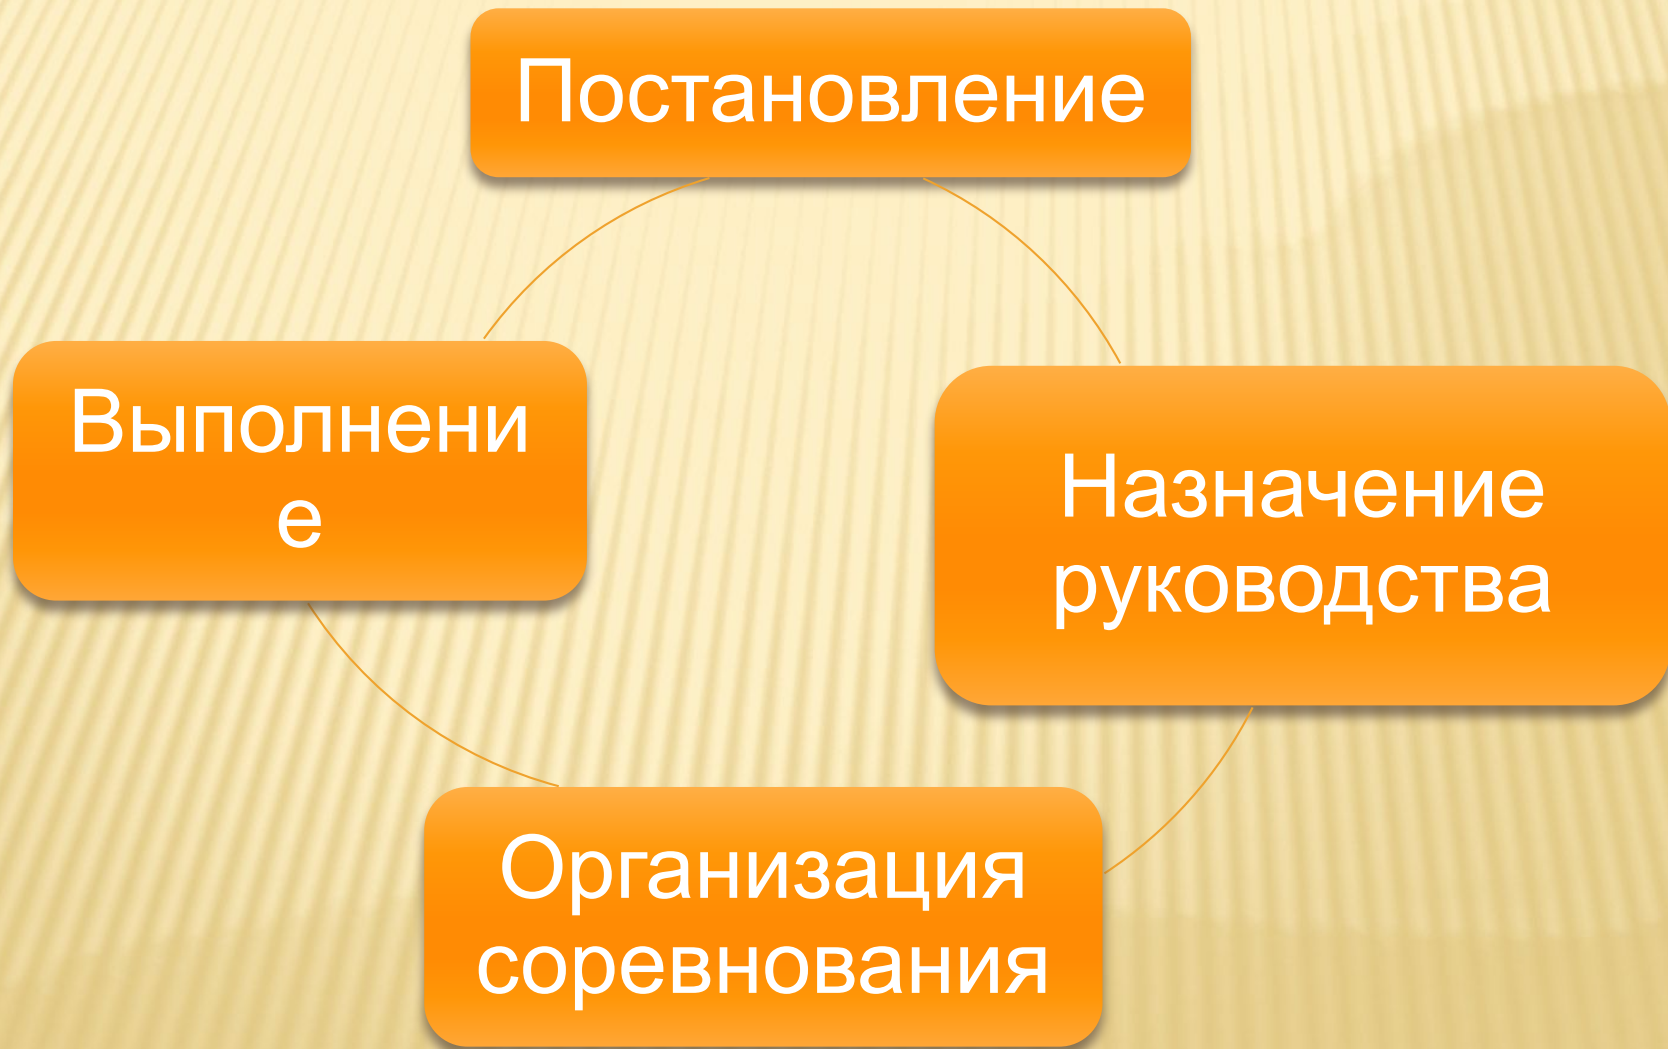 Постановление
Выполнени
е
Назначение
руководства
Организация
соревнования